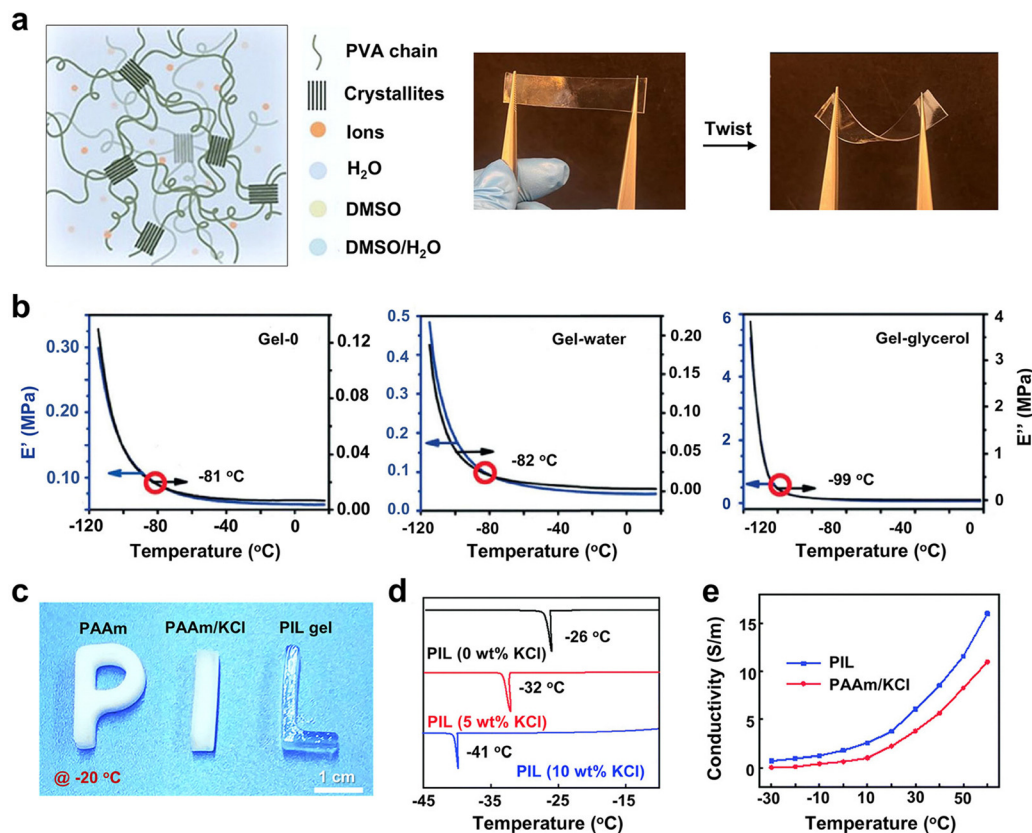 a
PVA chain
Crystallites
Ions
H₂O
DMSO
DMSO/H₂O
Twist
b
E' (MPa)
0.30
0.20
0.10
-120
-80
-40
0
Gel-0
-81 °C
0.12
0.08
0.04
0.00
Temperature (°C)
0.5
0.4
0.3
0.2
0.1
0.0
-120
-80
-40
0
Gel-water
-82 °C
0.20
0.15
0.10
0.05
0.00
Temperature (°C)
6
5
4
3
2
1
0
-120
-80
-40
0
Gel-glycerol
-99 °C
4
3
2
1
0
E'' (MPa)
Temperature (°C)
c
PAAm
PAAm/KCl
PIL gel
@ -20 °C
1 cm
d
-26 °C
PIL (0 wt% KCl)
-32 °C
PIL (5 wt% KCl)
-41 °C
PIL (10 wt% KCl)
-45
-35
-25
-15
Temperature (°C)
e
Conductivity (S/m)
15
10
5
0
PIL
PAAm/KCl
-30
-10
10
30
50
Temperature (°C)